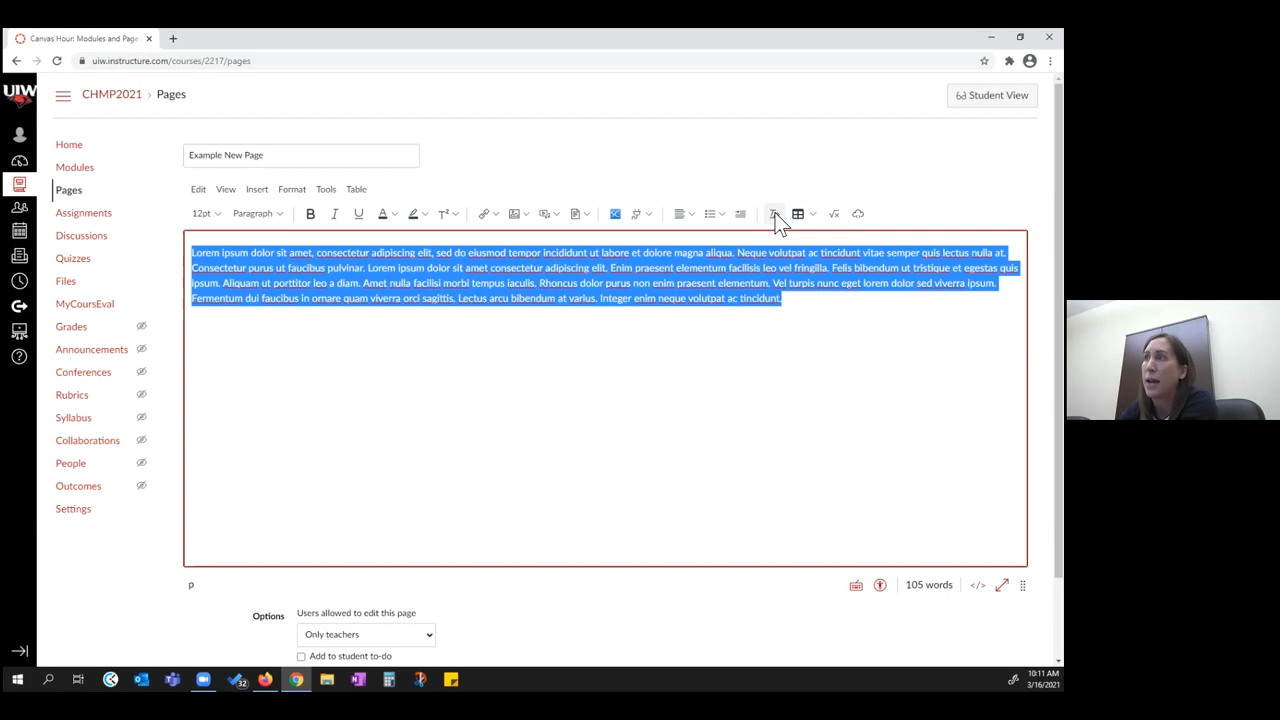 Canvas Hour: Modules and Page
uiw.instructure.com/courses/2217/pages
UIW
CHMP2021 › Pages
Student View
Home
Modules
Pages
Assignments
Discussions
Quizzes
Files
MyCoursEval
Grades
Announcements
Conferences
Rubrics
Syllabus
Collaborations
People
Outcomes
Settings
Example New Page
Edit View Insert Format Tools Table
12pt Paragraph B I U A T²
Lorem ipsum dolor sit amet, consectetur adipiscing elit, sed do eiusmod tempor incididunt ut labore et dolore magna aliqua. Neque volutpat ac tincidunt vitae semper quis lectus nulla at.
Consectetur purus ut faucibus pulvinar. Lorem ipsum dolor sit amet consectetur adipiscing elit. Enim praesent elementum facilisis leo vel fringilla. Felis bibendum ut tristique et egestas quis
ipsum. Aliquam ut porttitor leo a diam. Amet nulla facilisi morbi tempus iaculis. Rhoncus dolor purus non enim praesent elementum. Vel turpis nunc eget lorem dolor sed viverra ipsum.
Fermentum dui faucibus in ornare quam viverra orci sagittis. Lectus arcu bibendum at varius. Integer enim neque volutpat ac tincidunt.
p
105 words </>
Options
Users allowed to edit this page
Only teachers
Add to student to-do
32
10:11 AM
3/16/2021